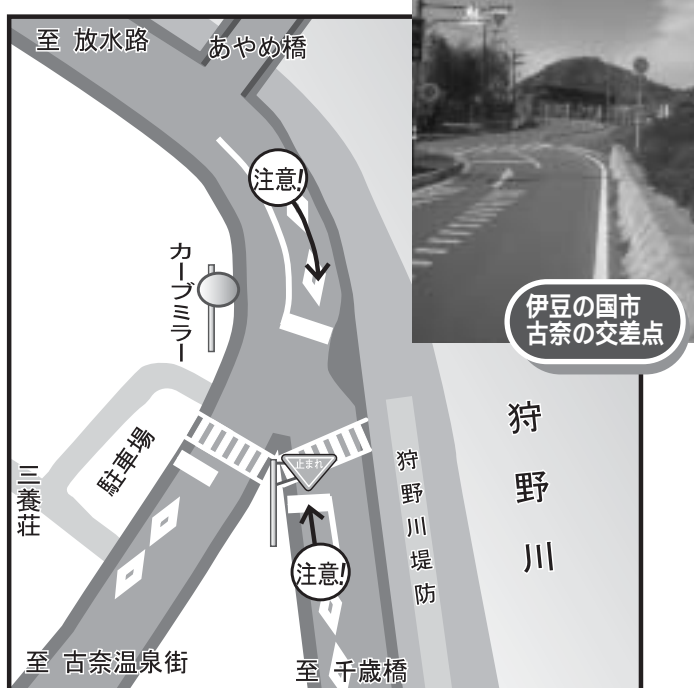 至 放水路
あやめ橋
注意!
カーブミラー
伊豆の国市
古奈の交差点
駐車場
三養荘
止まれ
狩野川堤防
狩野川
注意!
至 古奈温泉街
至 千歳橋